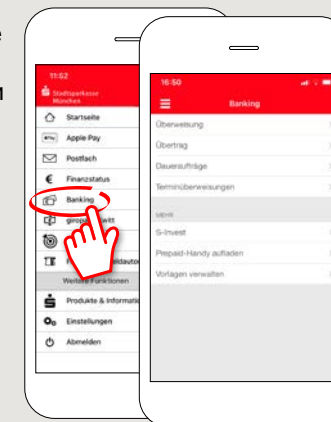 e
м
11:52
Stadtsparkasse
München
Startseite
Apple Pay
Postfach
Finanzstatus
Banking
Weitere Funktionen
Produkte & Informatio
Einstellungen
Abmelden
16:50
Banking
Überweisung
Übertrag
Daueraufträge
Terminüberweisungen
MEHR
S-Invest
Prepaid-Handy aufladen
Vorlagen verwalten